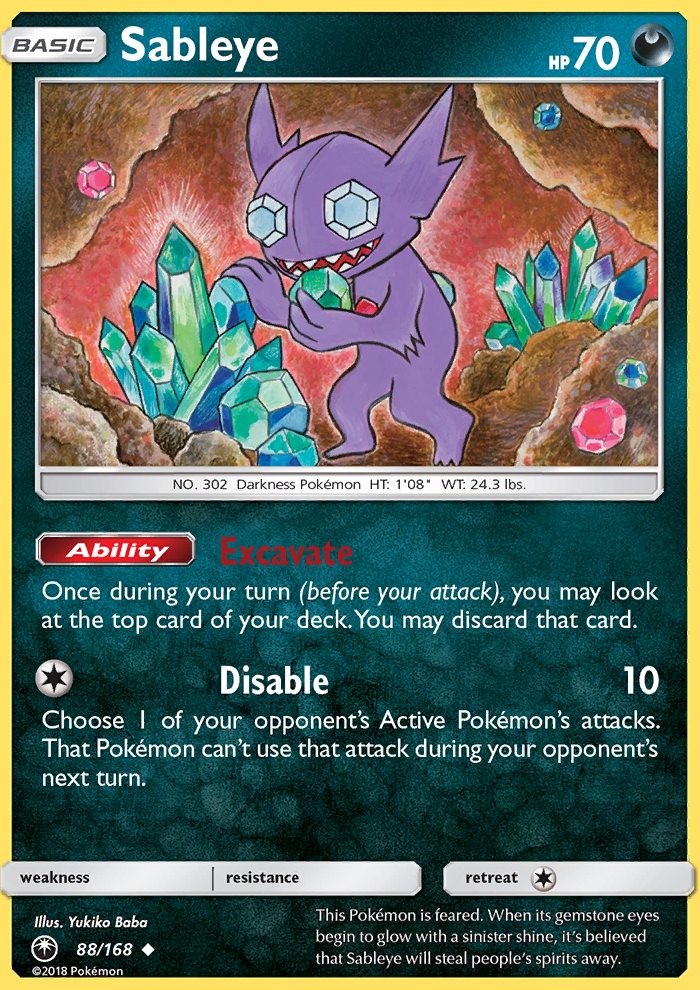 BASIC Sableye HP 70
NO. 302 Darkness Pokémon HT: 1'08" WT: 24.3 lbs.
Ability Excavate
Once during your turn (before your attack), you may look
at the top card of your deck. You may discard that card.
Disable 10
Choose 1 of your opponent's Active Pokémon's attacks.
That Pokémon can't use that attack during your opponent's
next turn.
weakness resistance retreat
Illus. Yukiko Baba
88/168
©2018 Pokémon
This Pokémon is feared. When its gemstone eyes
begin to glow with a sinister shine, it's believed
that Sableye will steal people's spirits away.